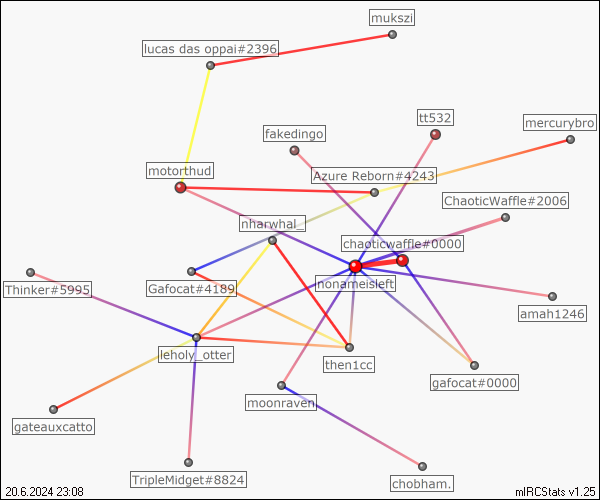 mukszi
lucas das oppai#2396
tt532
mercurybro
fakedingo
motorthud
Azure Reborn#4243
ChaoticWaffle#2006
nharwhal_
chaoticwaffle#0000
nonameisleft
Thinker#5995
Gafocat#4189
amah1246
leholy_otter
then1cc
gafocat#0000
moonraven
gateauxcatto
TripleMidget#8824
chobham.
20.6.2024 23:08
mIRCStats v1.25